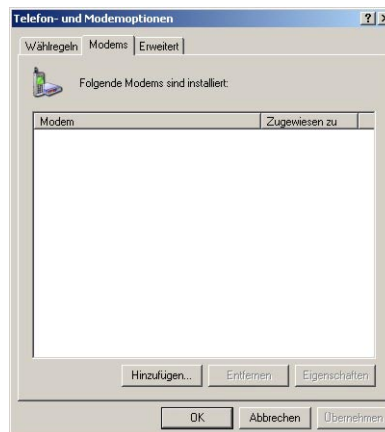 Telefon- und Modemoptionen
Wählregeln Modems Erweitert
Folgende Modems sind installiert:
Modem Zugewiesen zu
Hinzufügen... Entfernen Eigenschaften
OK Abbrechen Übernehmen